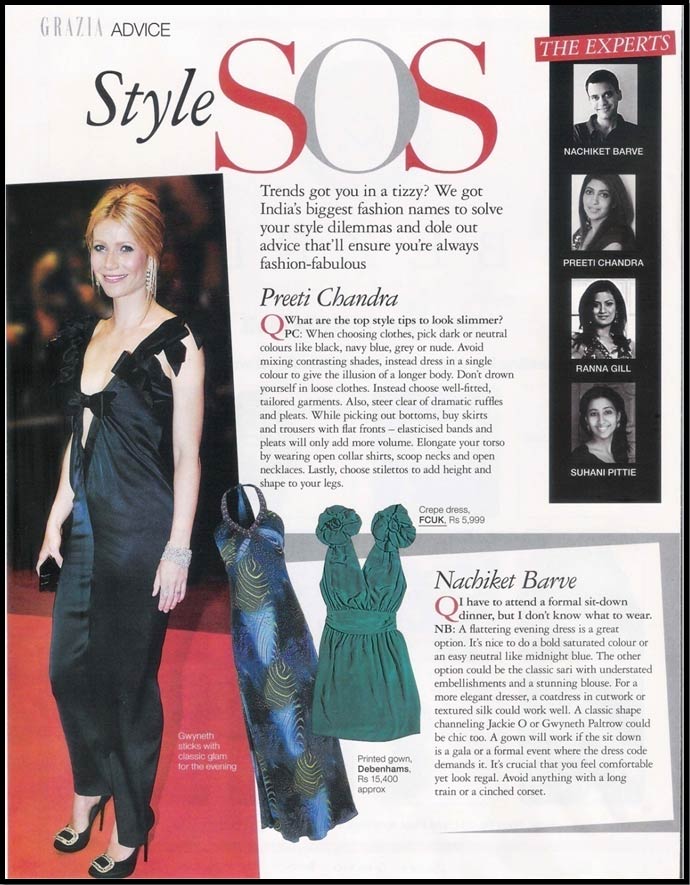 GRAZIA ADVICE
Style SOS
THE EXPERTS
NACHIKET BARVE
PREETI CHANDRA
RANNA GILL
SUHANI PITTIE
Trends got you in a tizzy? We got
India's biggest fashion names to solve
your style dilemmas and dole out
advice that'll ensure you're always
fashion-fabulous
Preeti Chandra
Q What are the top style tips to look slimmer?
PC: When choosing clothes, pick dark or neutral
colours like black, navy blue, grey or nude. Avoid
mixing contrasting shades, instead dress in a single
colour to give the illusion of a longer body. Don't drown
yourself in loose clothes. Instead choose well-fitted,
tailored garments. Also, steer clear of dramatic ruffles
and pleats. While picking out bottoms, buy skirts
and trousers with flat fronts – elasticised bands and
pleats will only add more volume. Elongate your torso
by wearing open collar shirts, scoop necks and open
necklaces. Lastly, choose stilettos to add height and
shape to your legs.
Crepe dress,
FCUK, Rs 5,999
Nachiket Barve
Q I have to attend a formal sit-down
dinner, but I don't know what to wear.
NB: A flattering evening dress is a great
option. It's nice to do a bold saturated colour or
an easy neutral like midnight blue. The other
option could be the classic sari with understated
embellishments and a stunning blouse. For a
more elegant dresser, a coatdress in cutwork or
textured silk could work well. A classic shape
channeling Jackie O or Gwyneth Paltrow could
be chic too. A gown will work if the sit down
is a gala or a formal event where the dress code
demands it. It's crucial that you feel comfortable
yet look regal. Avoid anything with a long
train or a cinched corset.
Gwyneth
sticks with
classic glam
for the evening
Printed gown,
Debenhams,
Rs 15,400
approx